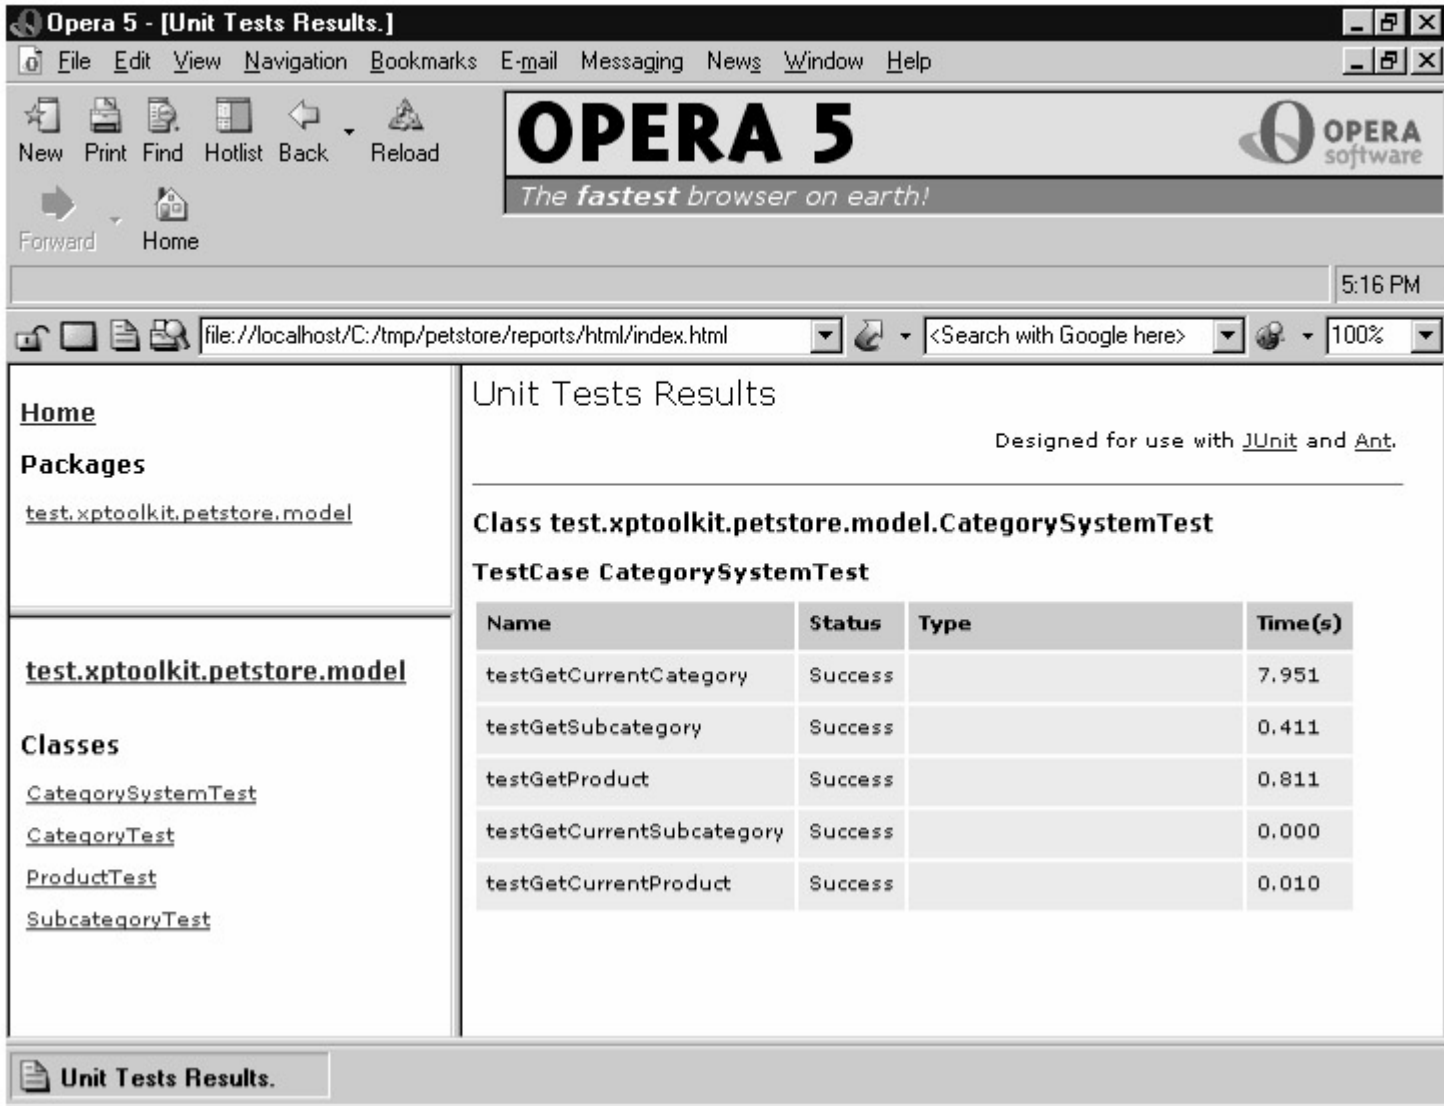 Opera 5 - [Unit Tests Results.]
File Edit View Navigation Bookmarks E-mail Messaging News Window Help
New Print Find Hotlist Back Reload
Forward Home
OPERA 5
The fastest browser on earth!
OPERA
software
5:16 PM
file://localhost/C:/tmp/petstore/reports/html/index.html <Search with Google here> 100%
Home
Packages
test.xptoolkit.petstore.model
test.xptoolkit.petstore.model
Classes
CategorySystemTest
CategoryTest
ProductTest
SubcategoryTest
Unit Tests Results
Designed for use with JUnit and Ant.
Class test.xptoolkit.petstore.model.CategorySystemTest
TestCase CategorySystemTest
Name Status Type Time(s)
testGetCurrentCategory Success 7.951
testGetSubcategory Success 0.411
testGetProduct Success 0.811
testGetCurrentSubcategory Success 0.000
testGetCurrentProduct Success 0.010
Unit Tests Results.